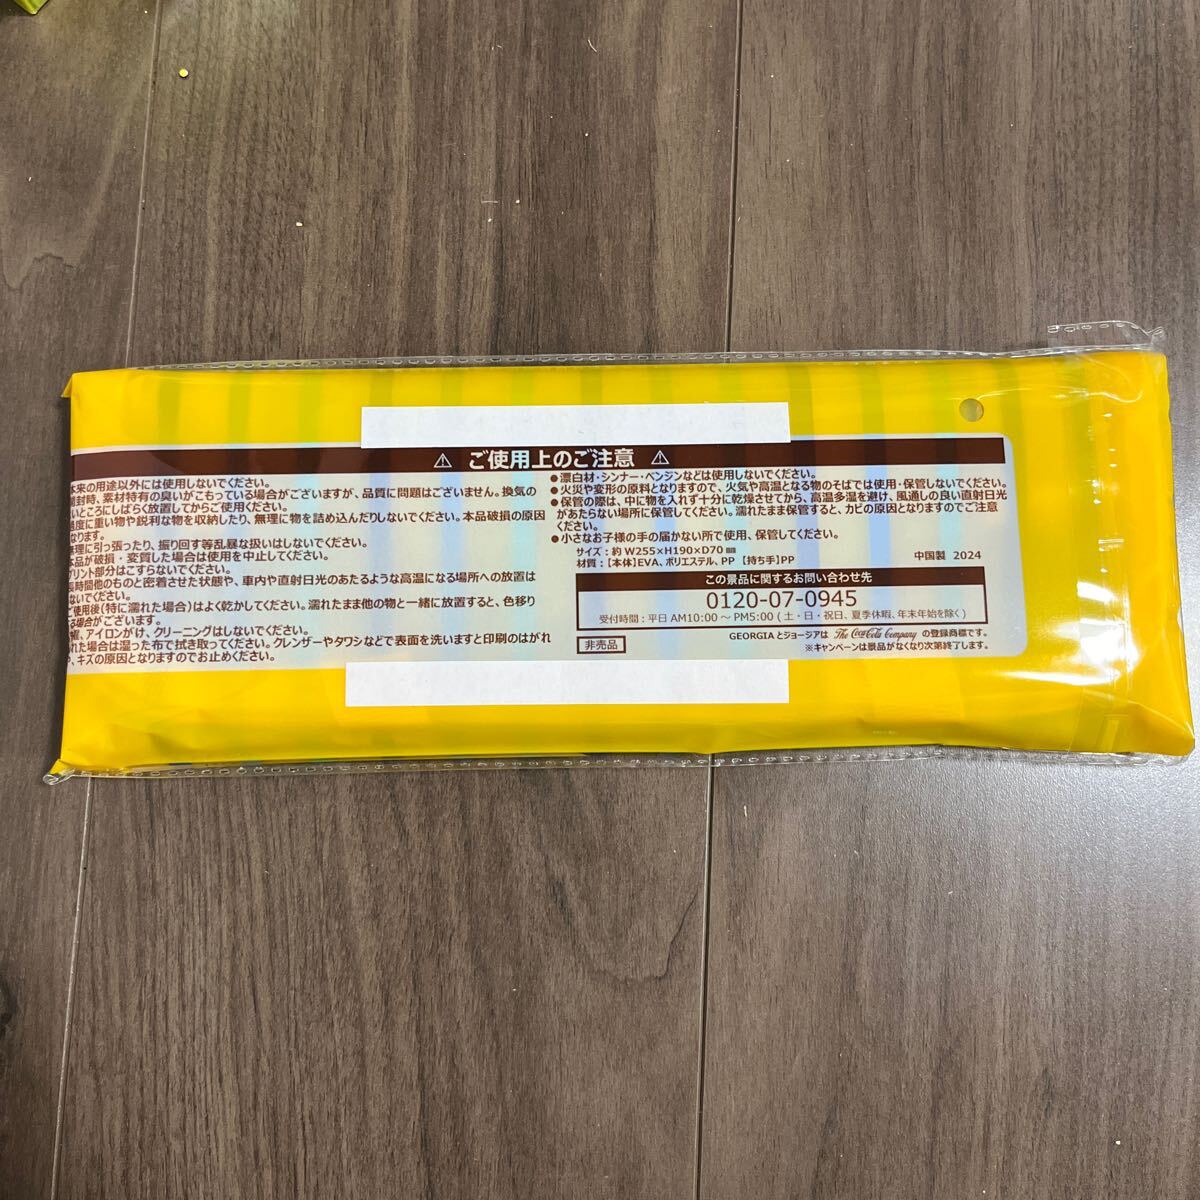 ⚠ ご使用上のご注意 ⚠
本来の用途以外には使用しないでください。
開封時、素材特有の臭いがこもっている場合がございますが、品質に問題はございません。換気の
いところにしばらく放置してからご使用ください。
過度に重い物や鋭利な物を収納したり、無理に物を詰め込んだりしないでください。本品破損の原因
なります。
無理に引っ張ったり、振り回す等乱暴な扱いはしないでください。
本品が破損・変質した場合は使用を中止してください。
プリント部分はこすらないでください。
長時間他のものと密着させた状態や、車内や直射日光のあたるような高温になる場所への放置は
ないでください。
ご使用後(特に濡れた場合)はよく乾かしてください。濡れたまま他の物と一緒に放置すると、色移り
る場合がございます。
濯、アイロンがけ、クリーニングはしないでください。
れた場合は湿った布で拭き取ってください。クレンザーやタワシなどで表面を洗いますと印刷のはがれ
や、キズの原因となりますのでお止めください。
●漂白材・シンナー・ベンジンなどは使用しないでください。
●火災や変形の原料となりますので、火気や高温となる物のそばでは使用・保管しないでください。
●保管の際は、中に物を入れず十分に乾燥させてから、高温多湿を避け、風通しの良い直射日光
があたらない場所に保管してください。濡れたまま保管すると、カビの原因となりますのでご注意
ください。
●小さなお子様の手の届かない所で使用、保管してください。
サイズ:約 W255×H190×D70 ㎜
材質:【本体】EVA、ポリエステル、PP 【持ち手】PP
中国製 2024
この景品に関するお問い合わせ先
0120-07-0945
受付時間:平日 AM10:00 ~ PM5:00 (土・日・祝日、夏季休暇、年末年始を除く)
非売品
GEORGIA とジョージアは The Coca-Cola Company の登録商標です。
※キャンペーンは景品がなくなり次第終了します。